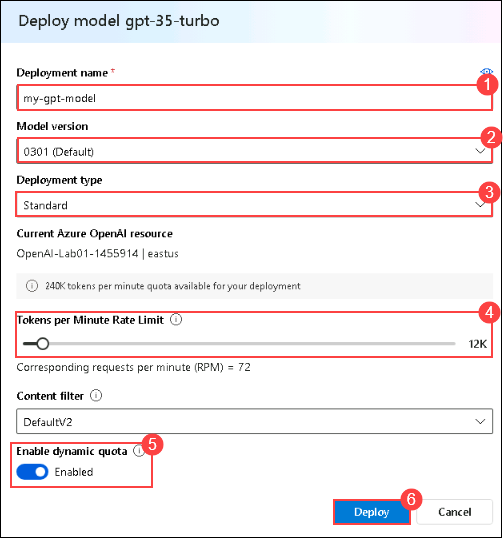 Deploy model gpt-35-turbo
Deployment name *
1
my-gpt-model
Model version
2
0301 (Default)
Deployment type
3
Standard
Current Azure OpenAI resource
OpenAI-Lab01-1455914 | eastus
240K tokens per minute quota available for your deployment
4
Tokens per Minute Rate Limit
12K
Corresponding requests per minute (RPM) = 72
Content filter
DefaultV2
5
Enable dynamic quota
Enabled
6
Deploy Cancel